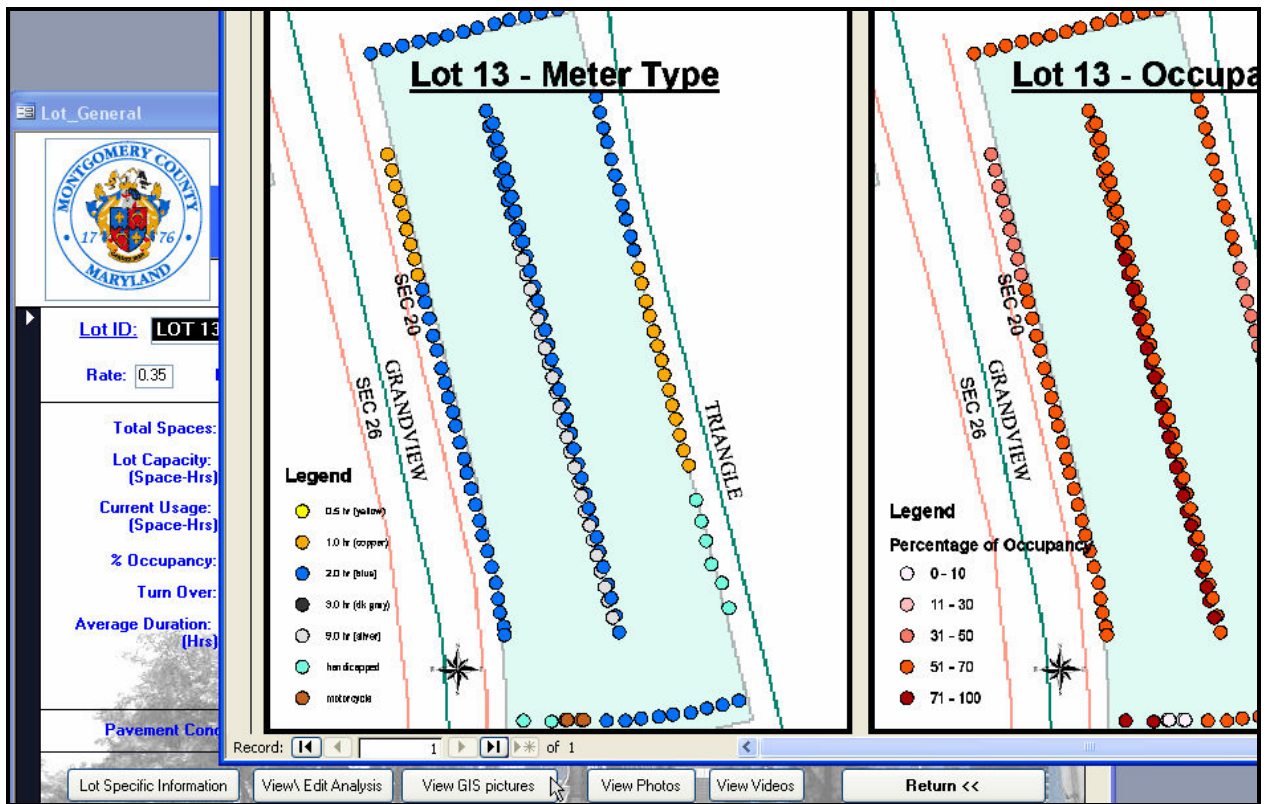 Lot_General
MONTGOMERY COUNTY
17 76
MARYLAND
Lot ID: LOT 13
Rate: 0.35
Total Spaces:
Lot Capacity:
(Space-Hrs)
Current Usage:
(Space-Hrs)
% Occupancy:
Turn Over:
Average Duration:
(Hrs)
Pavement Cond
Lot 13 - Meter Type
SEC 20
GRANDVIEW
SEC 26
TRIANGLE
Legend
0.5 hr (yellow)
1.0 hr (copper)
2.0 hr (blue)
9.0 hr (dk gray)
9.0 hr (silver)
handicapped
motorcycle
Lot 13 - Occupa
SEC 20
GRANDVIEW
SEC 26
Legend
Percentage of Occupancy
0 - 10
11 - 30
31 - 50
51 - 70
71 - 100
Record: 1 of 1
Lot Specific Information
View\ Edit Analysis
View GIS pictures
View Photos
View Videos
Return <<